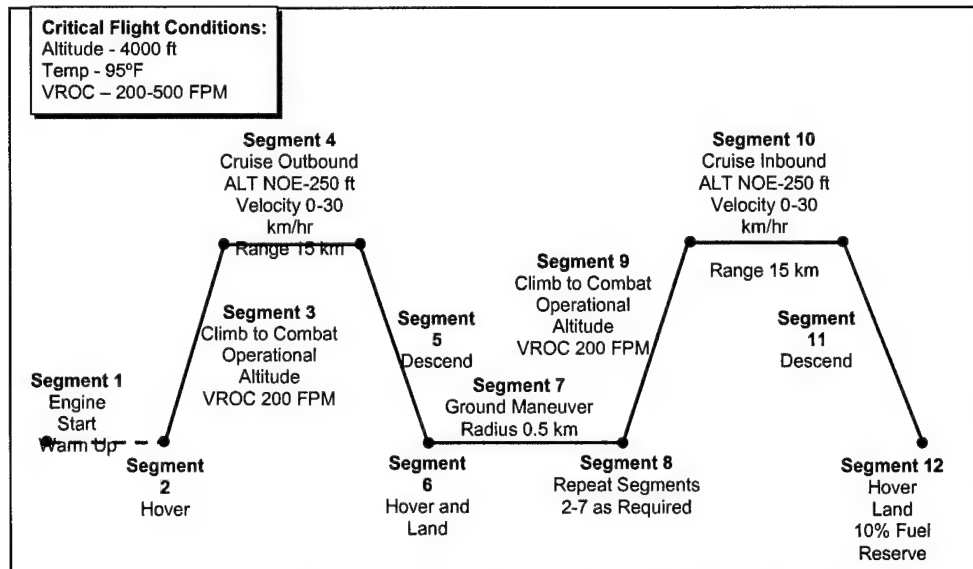 Critical Flight Conditions:
Altitude - 4000 ft
Temp - 95ºF
VROC – 200-500 FPM
Segment 4
Cruise Outbound
ALT NOE-250 ft
Velocity 0-30
km/hr
Range 15 km
Segment 10
Cruise Inbound
ALT NOE-250 ft
Velocity 0-30
km/hr
Range 15 km
Segment 3
Climb to Combat
Operational
Altitude
VROC 200 FPM
Segment 9
Climb to Combat
Operational
Altitude
VROC 200 FPM
Segment
5
Descend
Segment
11
Descend
Segment 1
Engine
Start
Warm Up
Segment 7
Ground Maneuver
Radius 0.5 km
Segment
2
Hover
Segment
6
Hover and
Land
Segment 8
Repeat Segments
2-7 as Required
Segment 12
Hover
Land
10% Fuel
Reserve